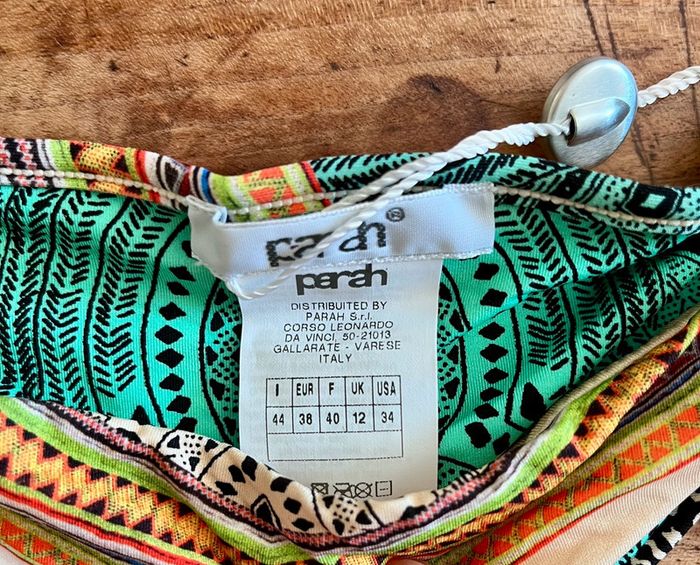 parah
parah
DISTRIBUITED BY
PARAH S.r.l.
CORSO LEONARDO
DA VINCI, 50-21013
GALLARATE - VARESE
ITALY
I EUR F UK USA
44 38 40 12 34